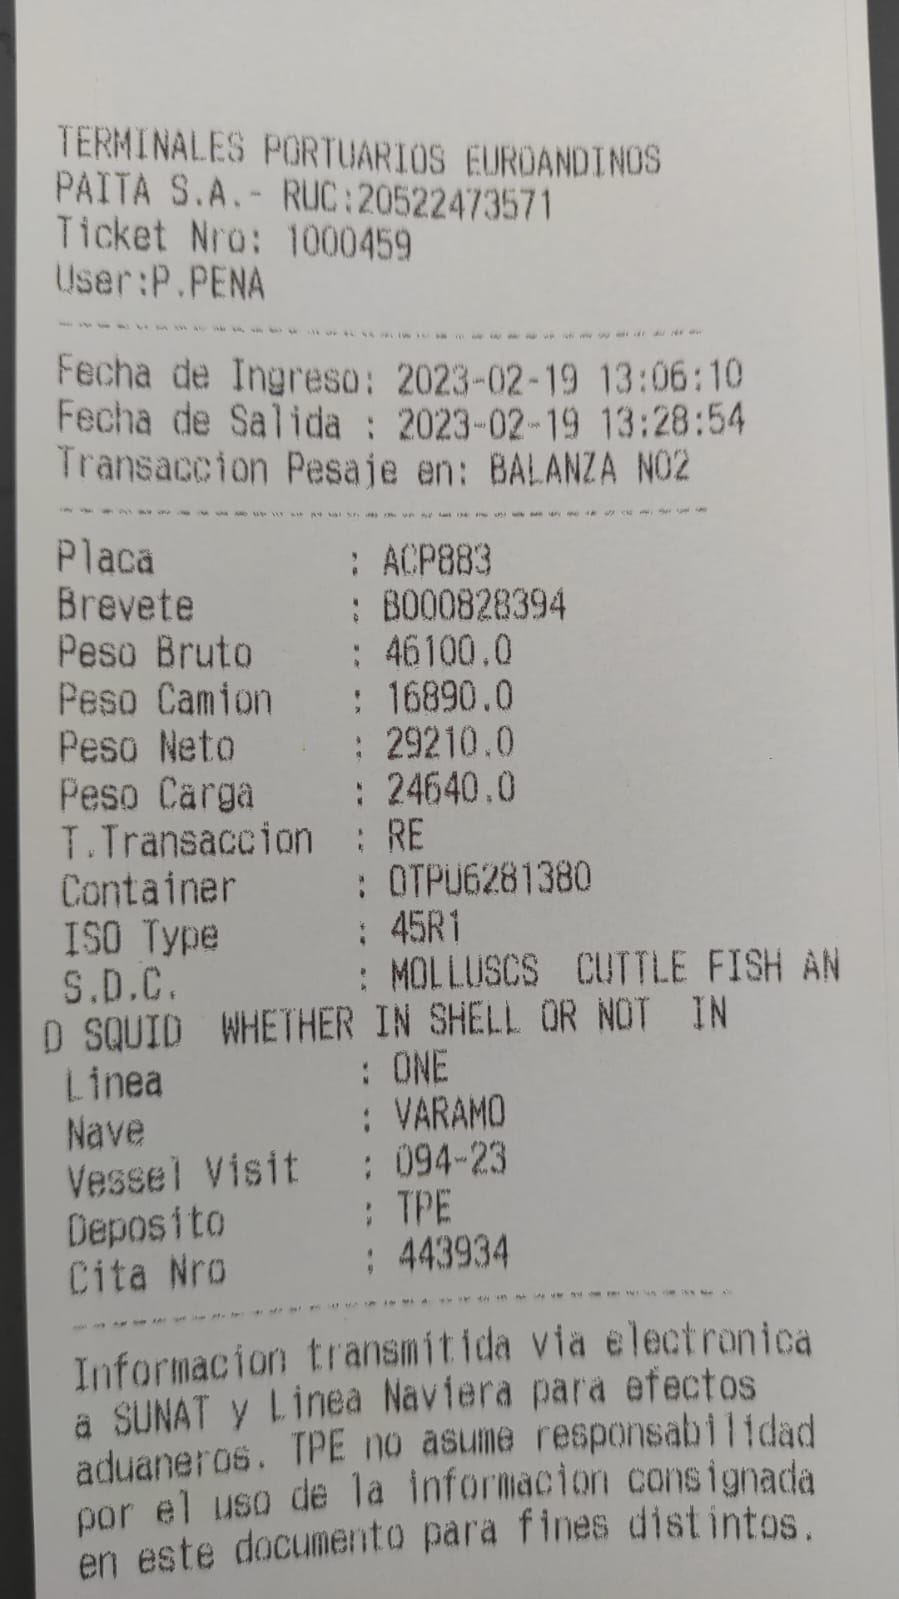 TERMINALES PORTUARIOS EUROANDINOS
PAITA S.A.- RUC:20522473571
Ticket Nro: 1000459
User:P.PENA
--------------------------------
Fecha de Ingreso: 2023-02-19 13:06:10
Fecha de Salida : 2023-02-19 13:28:54
Transaccion Pesaje en: BALANZA NO2
--------------------------------
Placa : ACP883
Brevete : B000828394
Peso Bruto : 46100.0
Peso Camion : 16890.0
Peso Neto : 29210.0
Peso Carga : 24640.0
T.Transaccion : RE
Container : OTPU6281380
ISO Type : 45R1
S.D.C. : MOLLUSCS CUTTLE FISH AN
D SQUID WHETHER IN SHELL OR NOT IN
Linea : ONE
Nave : VARAMO
Vessel Visit : 094-23
Deposito : TPE
Cita Nro : 443934
--------------------------------
Informacion transmitida via electronica
a SUNAT y Linea Naviera para efectos
aduaneros. TPE no asume responsabilidad
por el uso de la informacion consignada
en este documento para fines distintos.